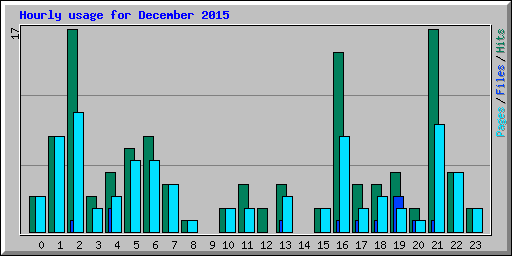 Hourly usage for December 2015
17
Pages / Files / Hits
0 1 2 3 4 5 6 7 8 9 10 11 12 13 14 15 16 17 18 19 20 21 22 23